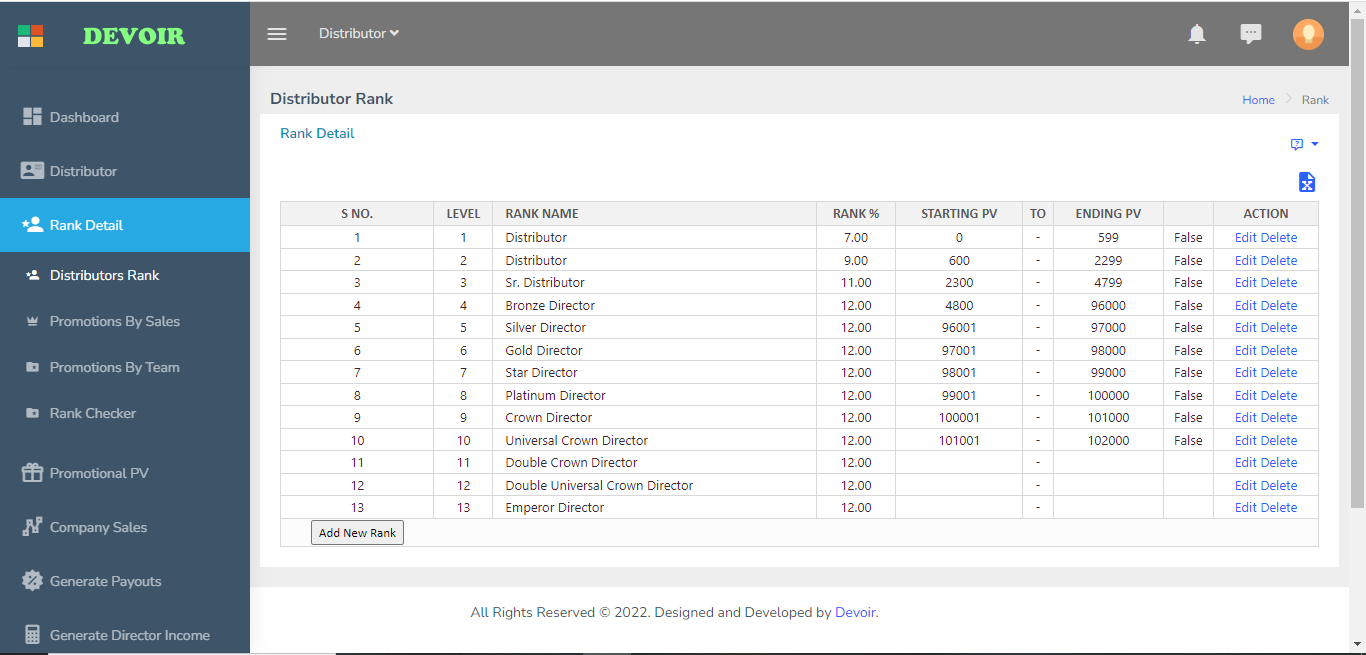 DEVOIR
Distributor
Dashboard
Distributor
Rank Detail
Distributors Rank
Promotions By Sales
Promotions By Team
Rank Checker
Promotional PV
Company Sales
Generate Payouts
Generate Director Income
Distributor Rank
Home > Rank
Rank Detail
S NO. LEVEL RANK NAME RANK % STARTING PV TO ENDING PV ACTION
1 1 Distributor 7.00 0 - 599 False Edit Delete
2 2 Distributor 9.00 600 - 2299 False Edit Delete
3 3 Sr. Distributor 11.00 2300 - 4799 False Edit Delete
4 4 Bronze Director 12.00 4800 - 96000 False Edit Delete
5 5 Silver Director 12.00 96001 - 97000 False Edit Delete
6 6 Gold Director 12.00 97001 - 98000 False Edit Delete
7 7 Star Director 12.00 98001 - 99000 False Edit Delete
8 8 Platinum Director 12.00 99001 - 100000 False Edit Delete
9 9 Crown Director 12.00 100001 - 101000 False Edit Delete
10 10 Universal Crown Director 12.00 101001 - 102000 False Edit Delete
11 11 Double Crown Director 12.00 - Edit Delete
12 12 Double Universal Crown Director 12.00 - Edit Delete
13 13 Emperor Director 12.00 - Edit Delete
Add New Rank
All Rights Reserved © 2022. Designed and Developed by Devoir.